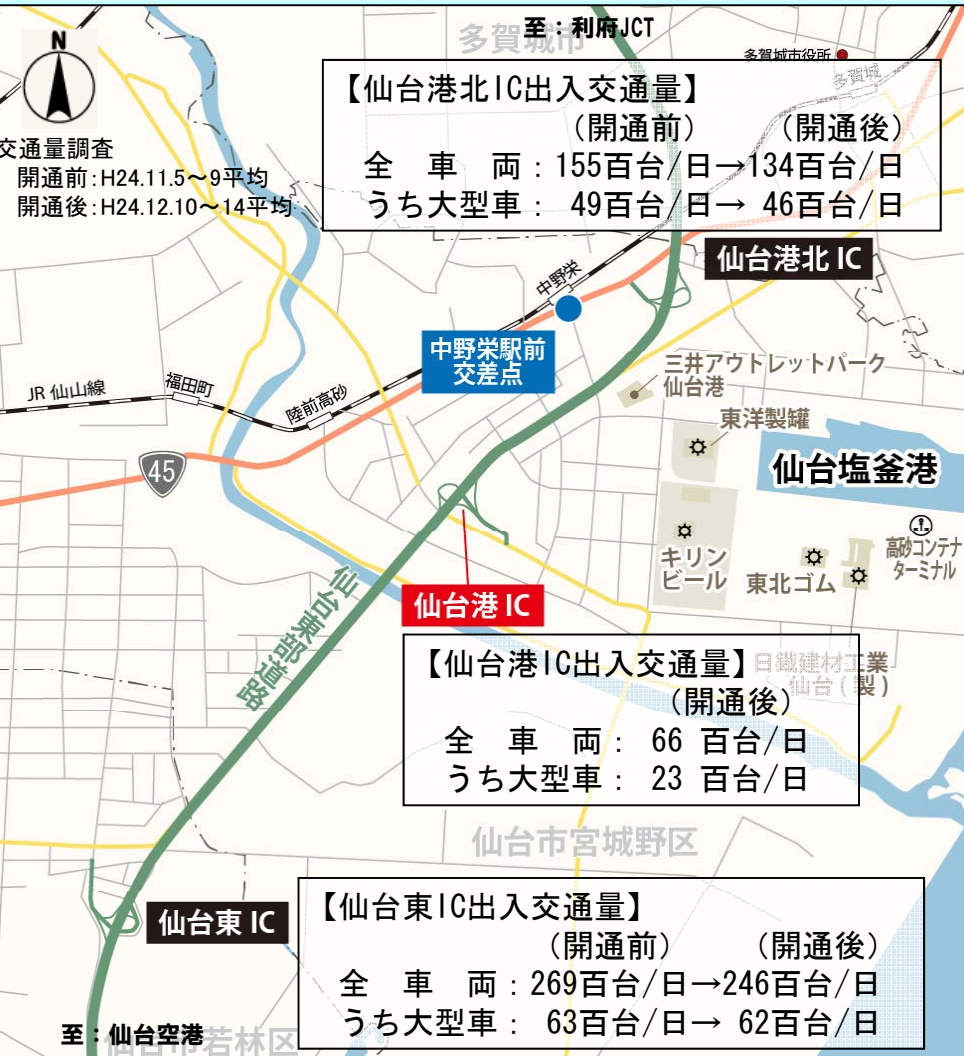 至：利府JCT
多賀城市
多賀城市役所
多賀城
N
交通量調査
開通前：H24.11.5～9平均
開通後：H24.12.10～14平均
【仙台港北IC出入交通量】
（開通前）　（開通後）
全　車　両：155百台/日→134百台/日
うち大型車：　49百台/日→　46百台/日
仙台港北 IC
中野栄
中野栄駅前
交差点
三井アウトレットパーク
仙台港
JR 仙山線
福田町
陸前高砂
東洋製罐
45
仙台塩釜港
キリン
ビール
東北ゴム
高砂コンテナ
ターミナル
仙台東部道路
仙台港 IC
日鐵建材工業
仙台（製）
【仙台港IC出入交通量】
（開通後）
全　車　両：　66 百台/日
うち大型車：　23 百台/日
仙台市宮城野区
仙台東 IC
【仙台東IC出入交通量】
（開通前）　（開通後）
全　車　両：269百台/日→246百台/日
うち大型車：　63百台/日→　62百台/日
至：仙台空港
仙台市若林区